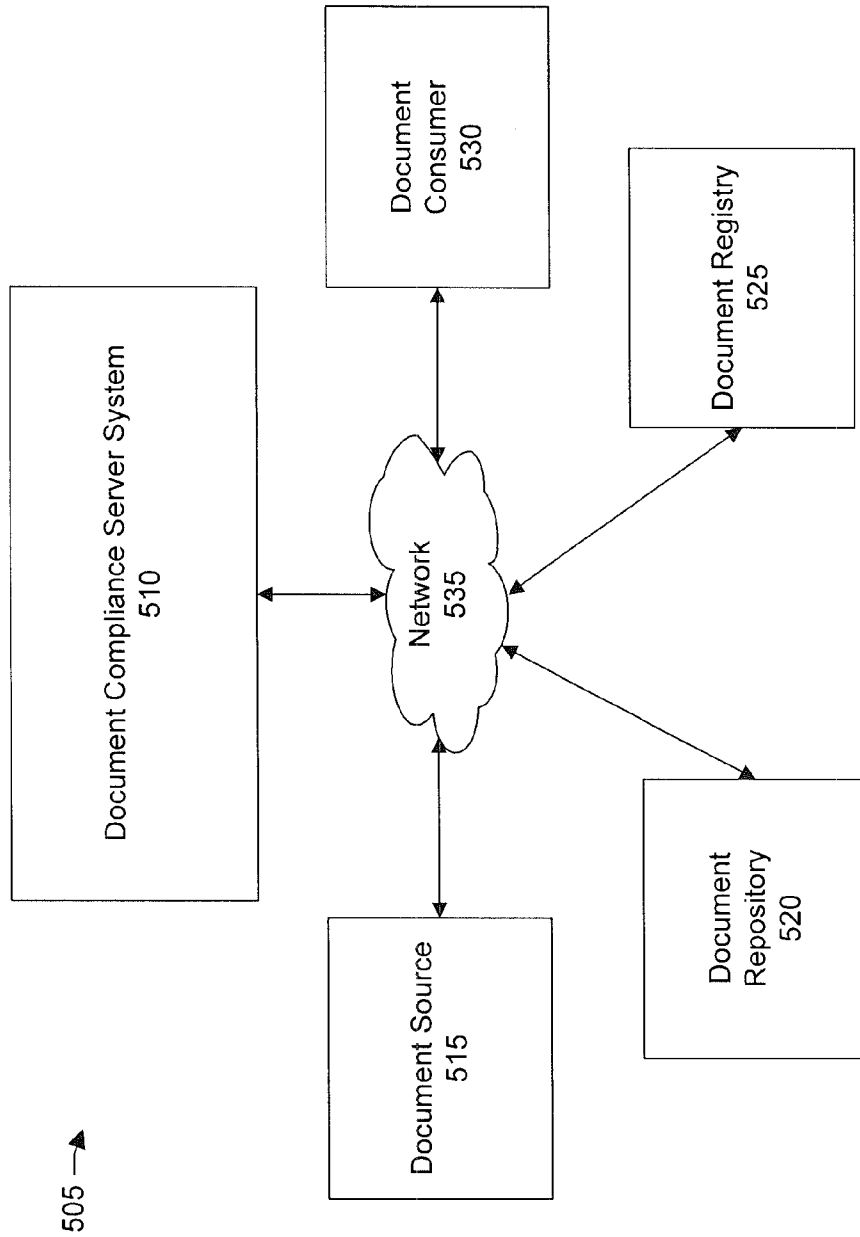 505
Document Compliance Server System
510
Document Source
515
Network
535
Document
Consumer
530
Document
Repository
520
Document Registry
525